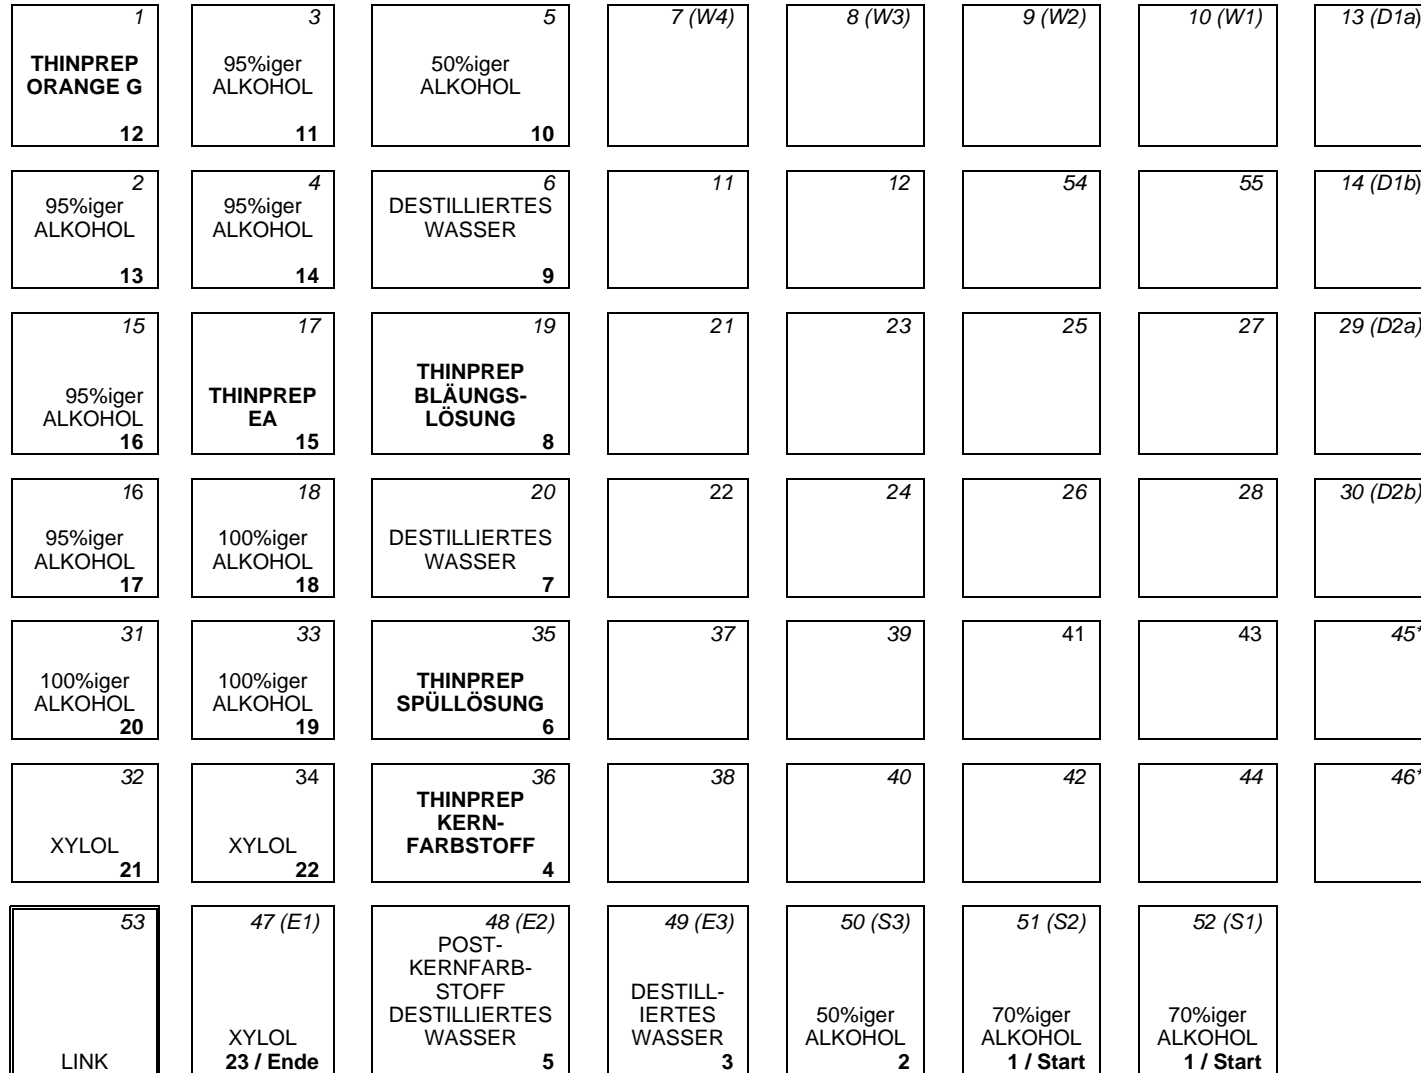 1
THINPREP
ORANGE G
12
3
95%iger
ALKOHOL
11
5
50%iger
ALKOHOL
10
7 (W4)
8 (W3)
9 (W2)
10 (W1)
13 (D1a)
2
95%iger
ALKOHOL
13
4
95%iger
ALKOHOL
14
6
DESTILLIERTES
WASSER
9
11
12
54
55
14 (D1b)
15
95%iger
ALKOHOL
16
17
THINPREP
EA
15
19
THINPREP
BLÄUNGS-
LÖSUNG
8
21
23
25
27
29 (D2a)
16
95%iger
ALKOHOL
17
18
100%iger
ALKOHOL
18
20
DESTILLIERTES
WASSER
7
22
24
26
28
30 (D2b)
31
100%iger
ALKOHOL
20
33
100%iger
ALKOHOL
19
35
THINPREP
SPÜLLÖSUNG
6
37
39
41
43
45*
32
XYLOL
21
34
XYLOL
22
36
THINPREP
KERN-
FARBSTOFF
4
38
40
42
44
46*
53
LINK
47 (E1)
XYLOL
23 / Ende
48 (E2)
POST-
KERNFARB-
STOFF
DESTILLIERTES
WASSER
5
49 (E3)
DESTILL-
IERTES
WASSER
3
50 (S3)
50%iger
ALKOHOL
2
51 (S2)
70%iger
ALKOHOL
1 / Start
52 (S1)
70%iger
ALKOHOL
1 / Start